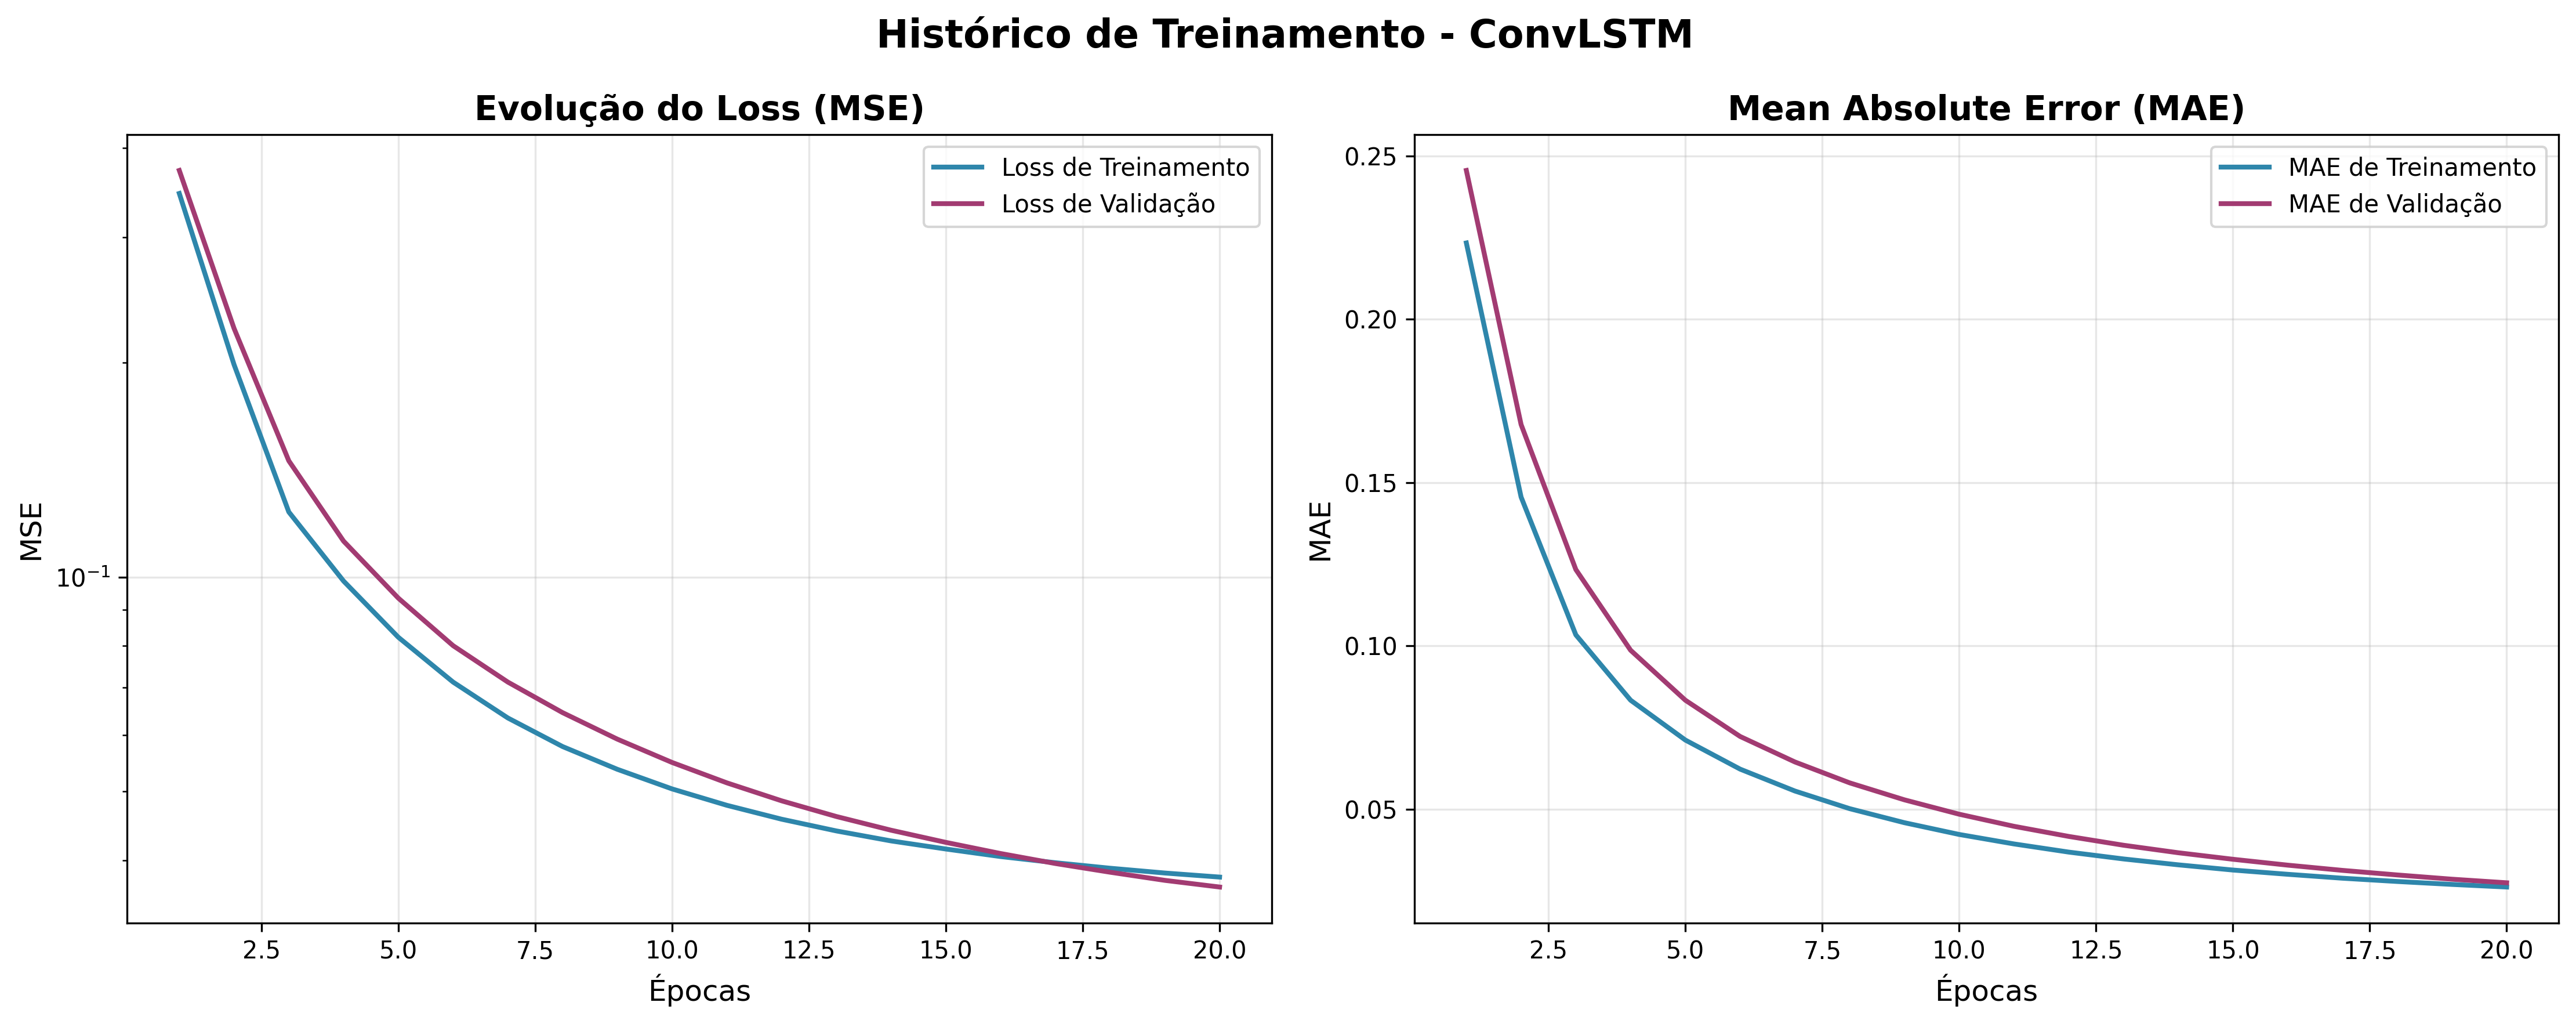 Histórico de Treinamento - ConvLSTM
Evolução do Loss (MSE)
Loss de Treinamento
Loss de Validação
MSE
10⁻¹
2.5 5.0 7.5 10.0 12.5 15.0 17.5 20.0
Épocas
Mean Absolute Error (MAE)
MAE de Treinamento
MAE de Validação
MAE
0.25
0.20
0.15
0.10
0.05
2.5 5.0 7.5 10.0 12.5 15.0 17.5 20.0
Épocas